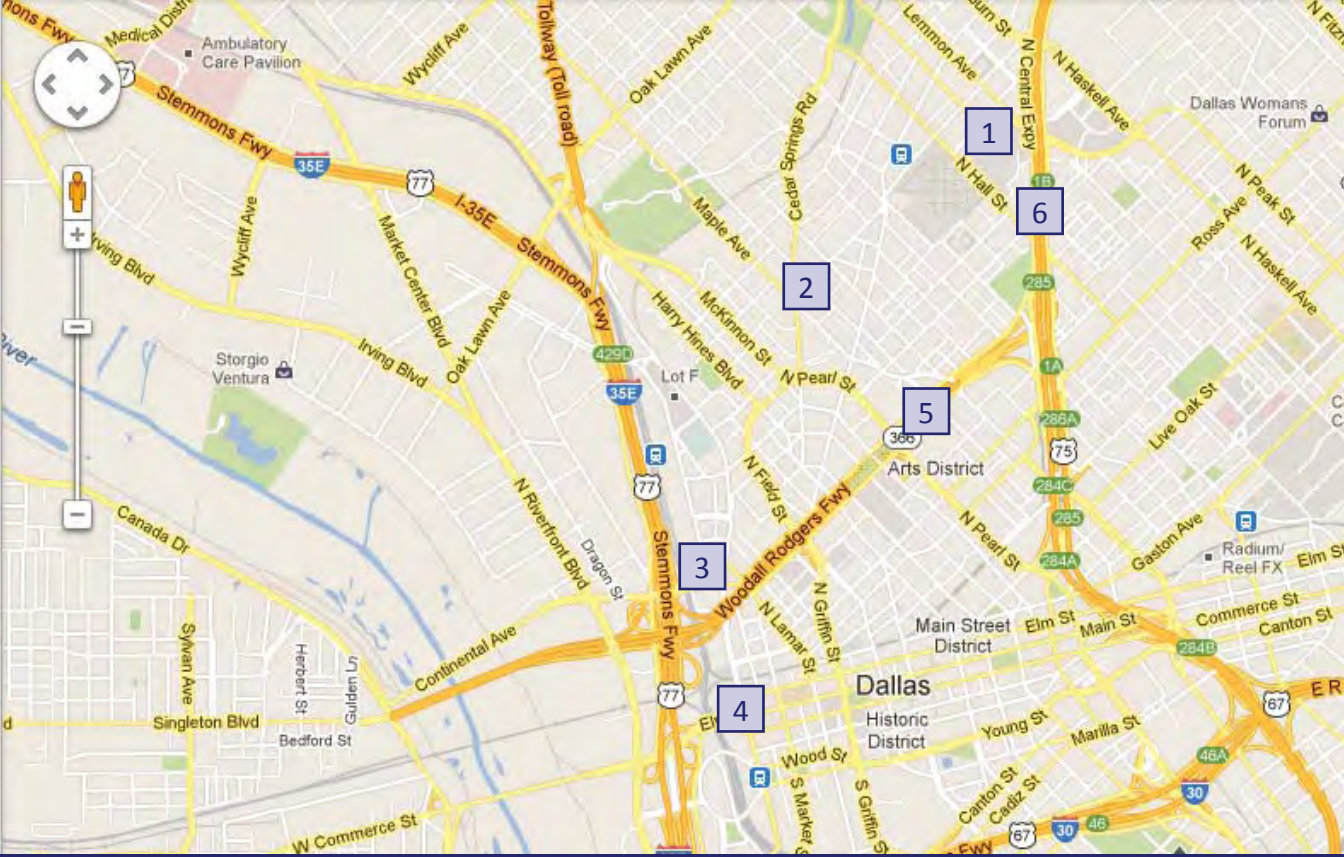 Medical
Ambulatory
Care Pavilion
Wycliff Ave
Tollway (Toll road)
Oak Lawn Ave
Lemmon Ave
N Central Expy
N Haskell Ave
Dallas Womans
Forum
77
Stemmons Fwy
35E
77
I-35E
Stemmons Fwy
Cedar Springs Rd
1
N Hall St
1B
6
N Peak St
Ross Ave
N Haskell Ave
Wycliff Ave
Market Center Blvd
Maple Ave
2
285
Irving Blvd
Oak Lawn Ave
Harry Hines Blvd
McKinnon St
River
Storgio
Ventura
Irving Blvd
429D
35E
Lot F
N Pearl St
1A
5
366
286A
75
Live Oak St
Arts District
77
N Field St
284C
285
Canada Dr
N Riverfront Blvd
Dragon St
Stemmons Fwy
3
Woodall Rodgers Fwy
N Pearl St
284A
Gaston Ave
Radium/
Reel FX
Elm S
Sylvan Ave
Herbert St
Gulden Ln
Continental Ave
N Lamar St
N Griffin St
Main Street
District
Elm St
Main St
Commerce St
Canton St
284B
77
4
Dallas
67
E R
d
Singleton Blvd
Bedford St
Historic
District
Young St
Marilla St
Wood St
46A
30
S Market
S Griffin St
Canton St
Cadiz St
W Commerce St
67
30
46
Fwy